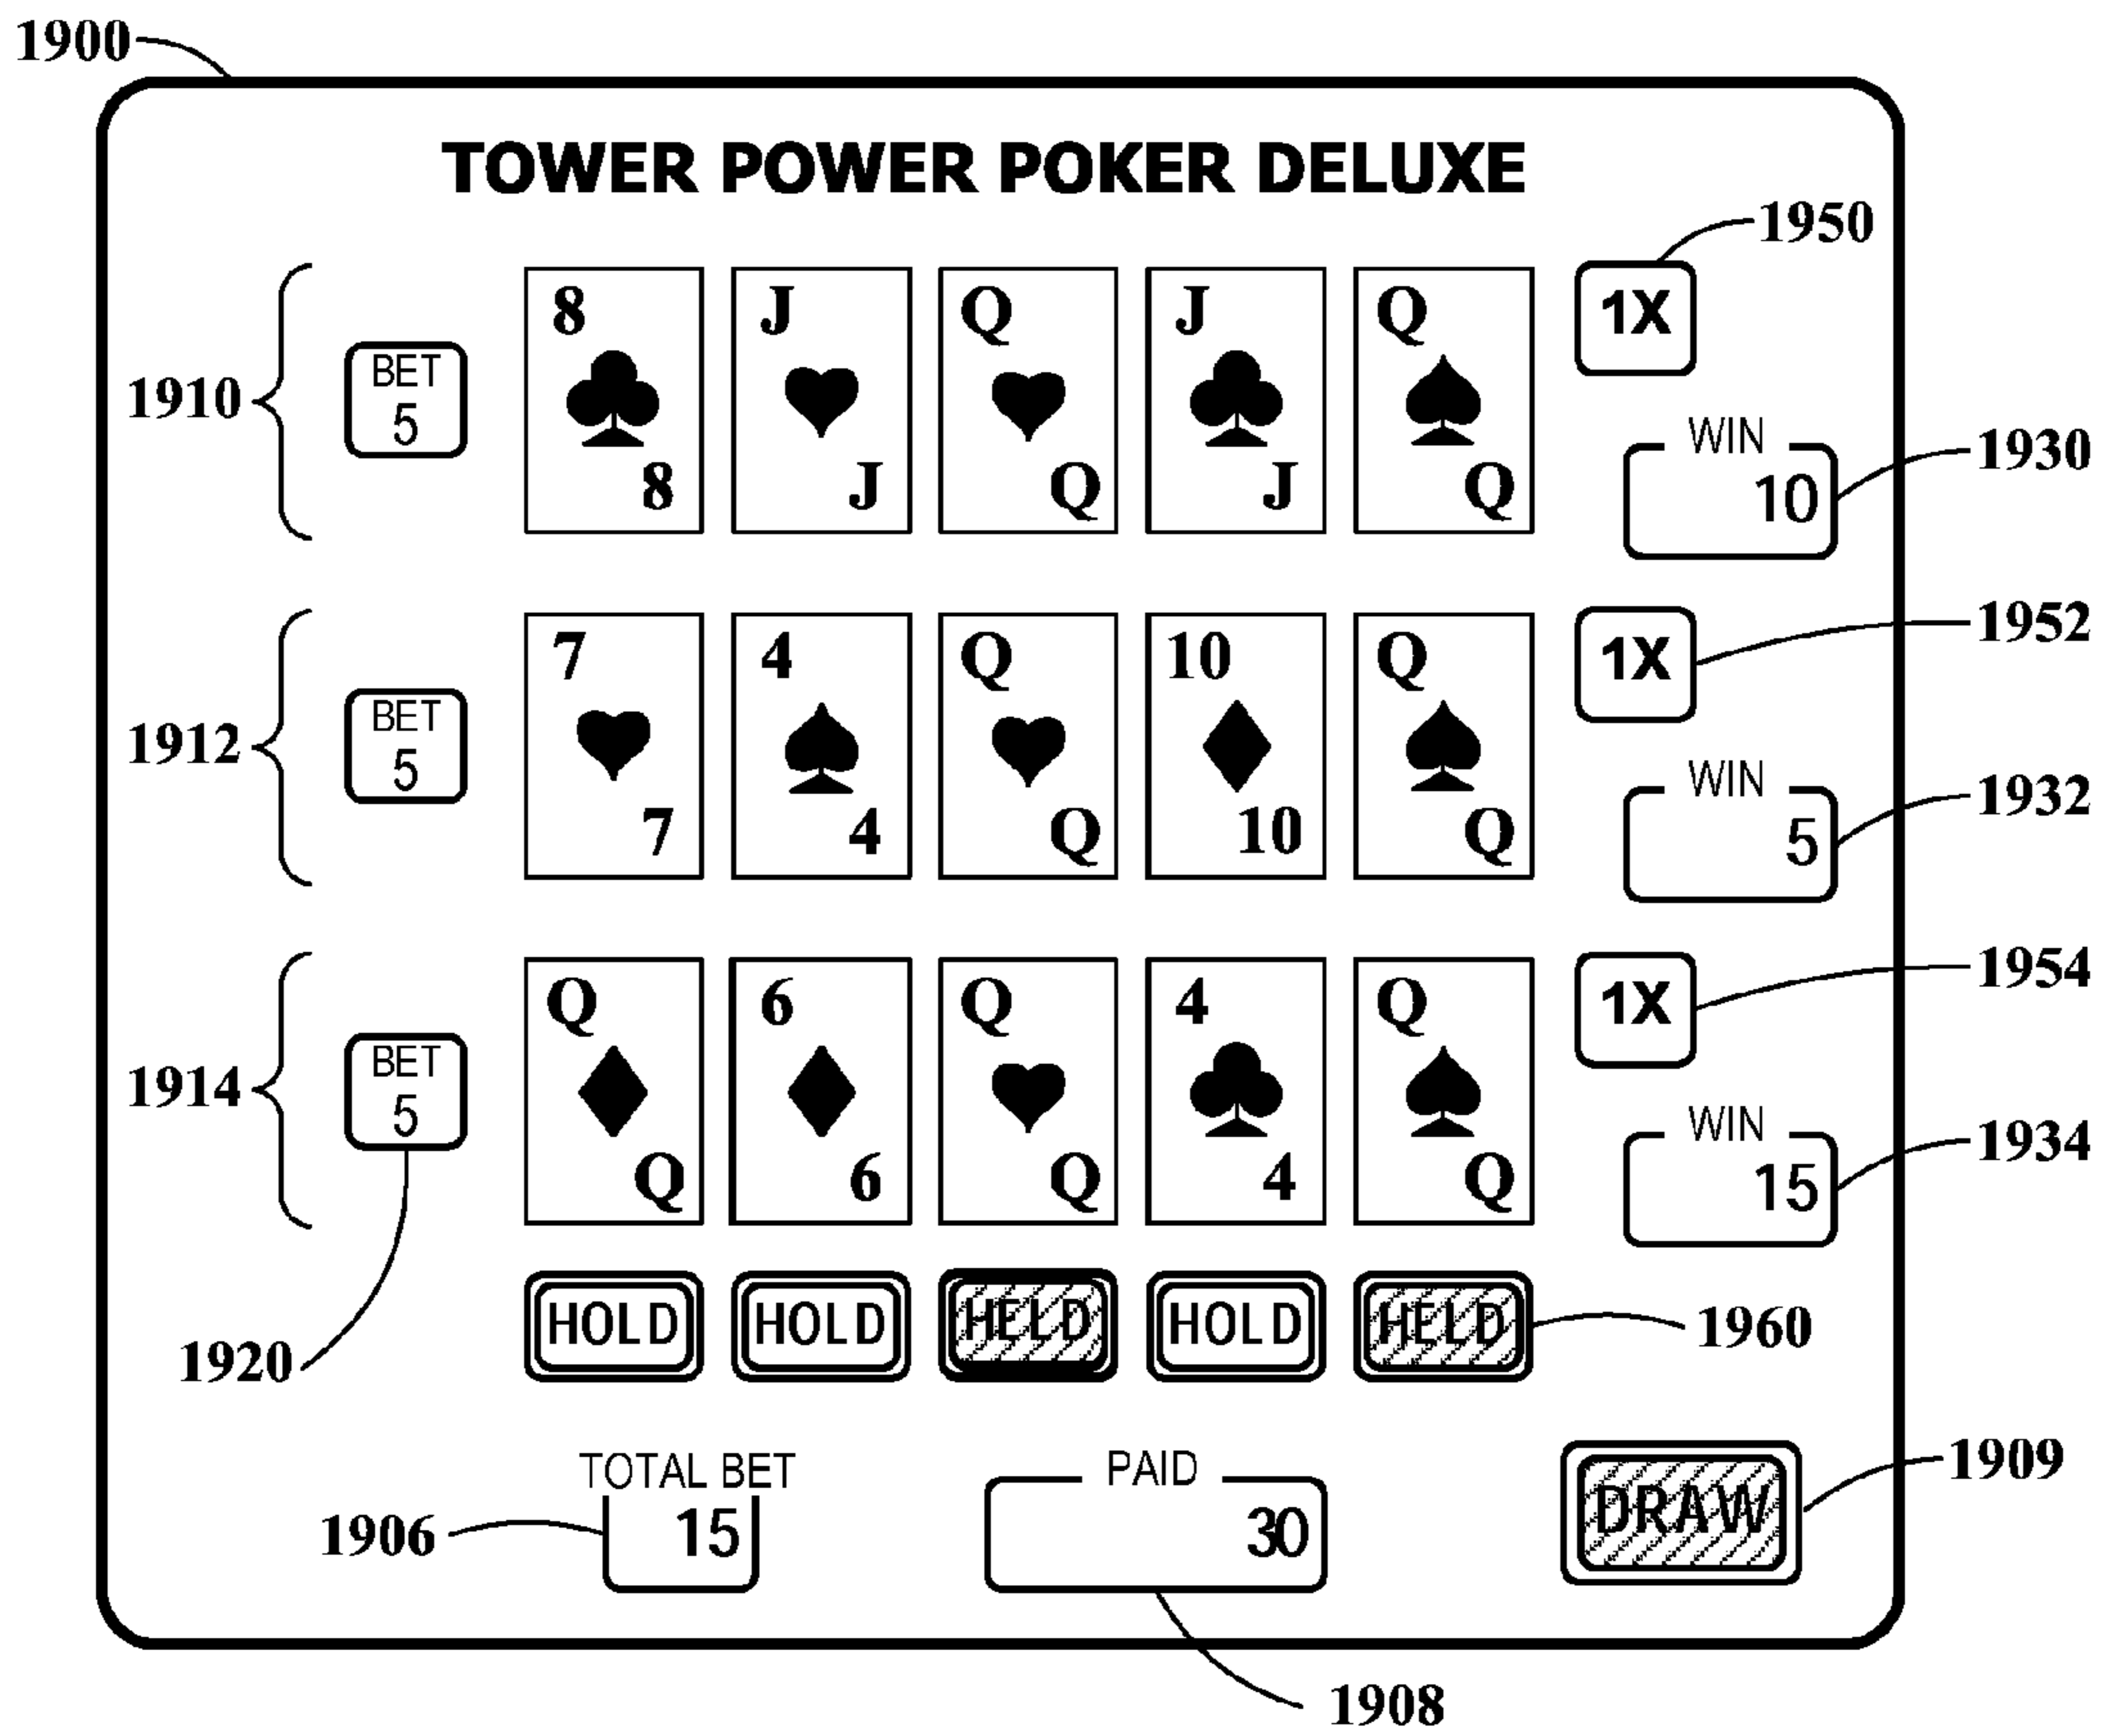 1900
TOWER POWER POKER DELUXE
1950
1910
BET
5
8
8
J
J
Q
Q
J
J
Q
Q
1X
WIN
10
1930
1912
BET
5
7
7
4
4
Q
Q
10
10
Q
Q
1X
1952
WIN
5
1932
1914
BET
5
Q
Q
6
6
Q
Q
4
4
Q
Q
1X
1954
WIN
15
1934
1920
HOLD
HOLD
HELD
HOLD
HELD
1960
TOTAL BET
15
1906
PAID
30
1908
DRAW
1909